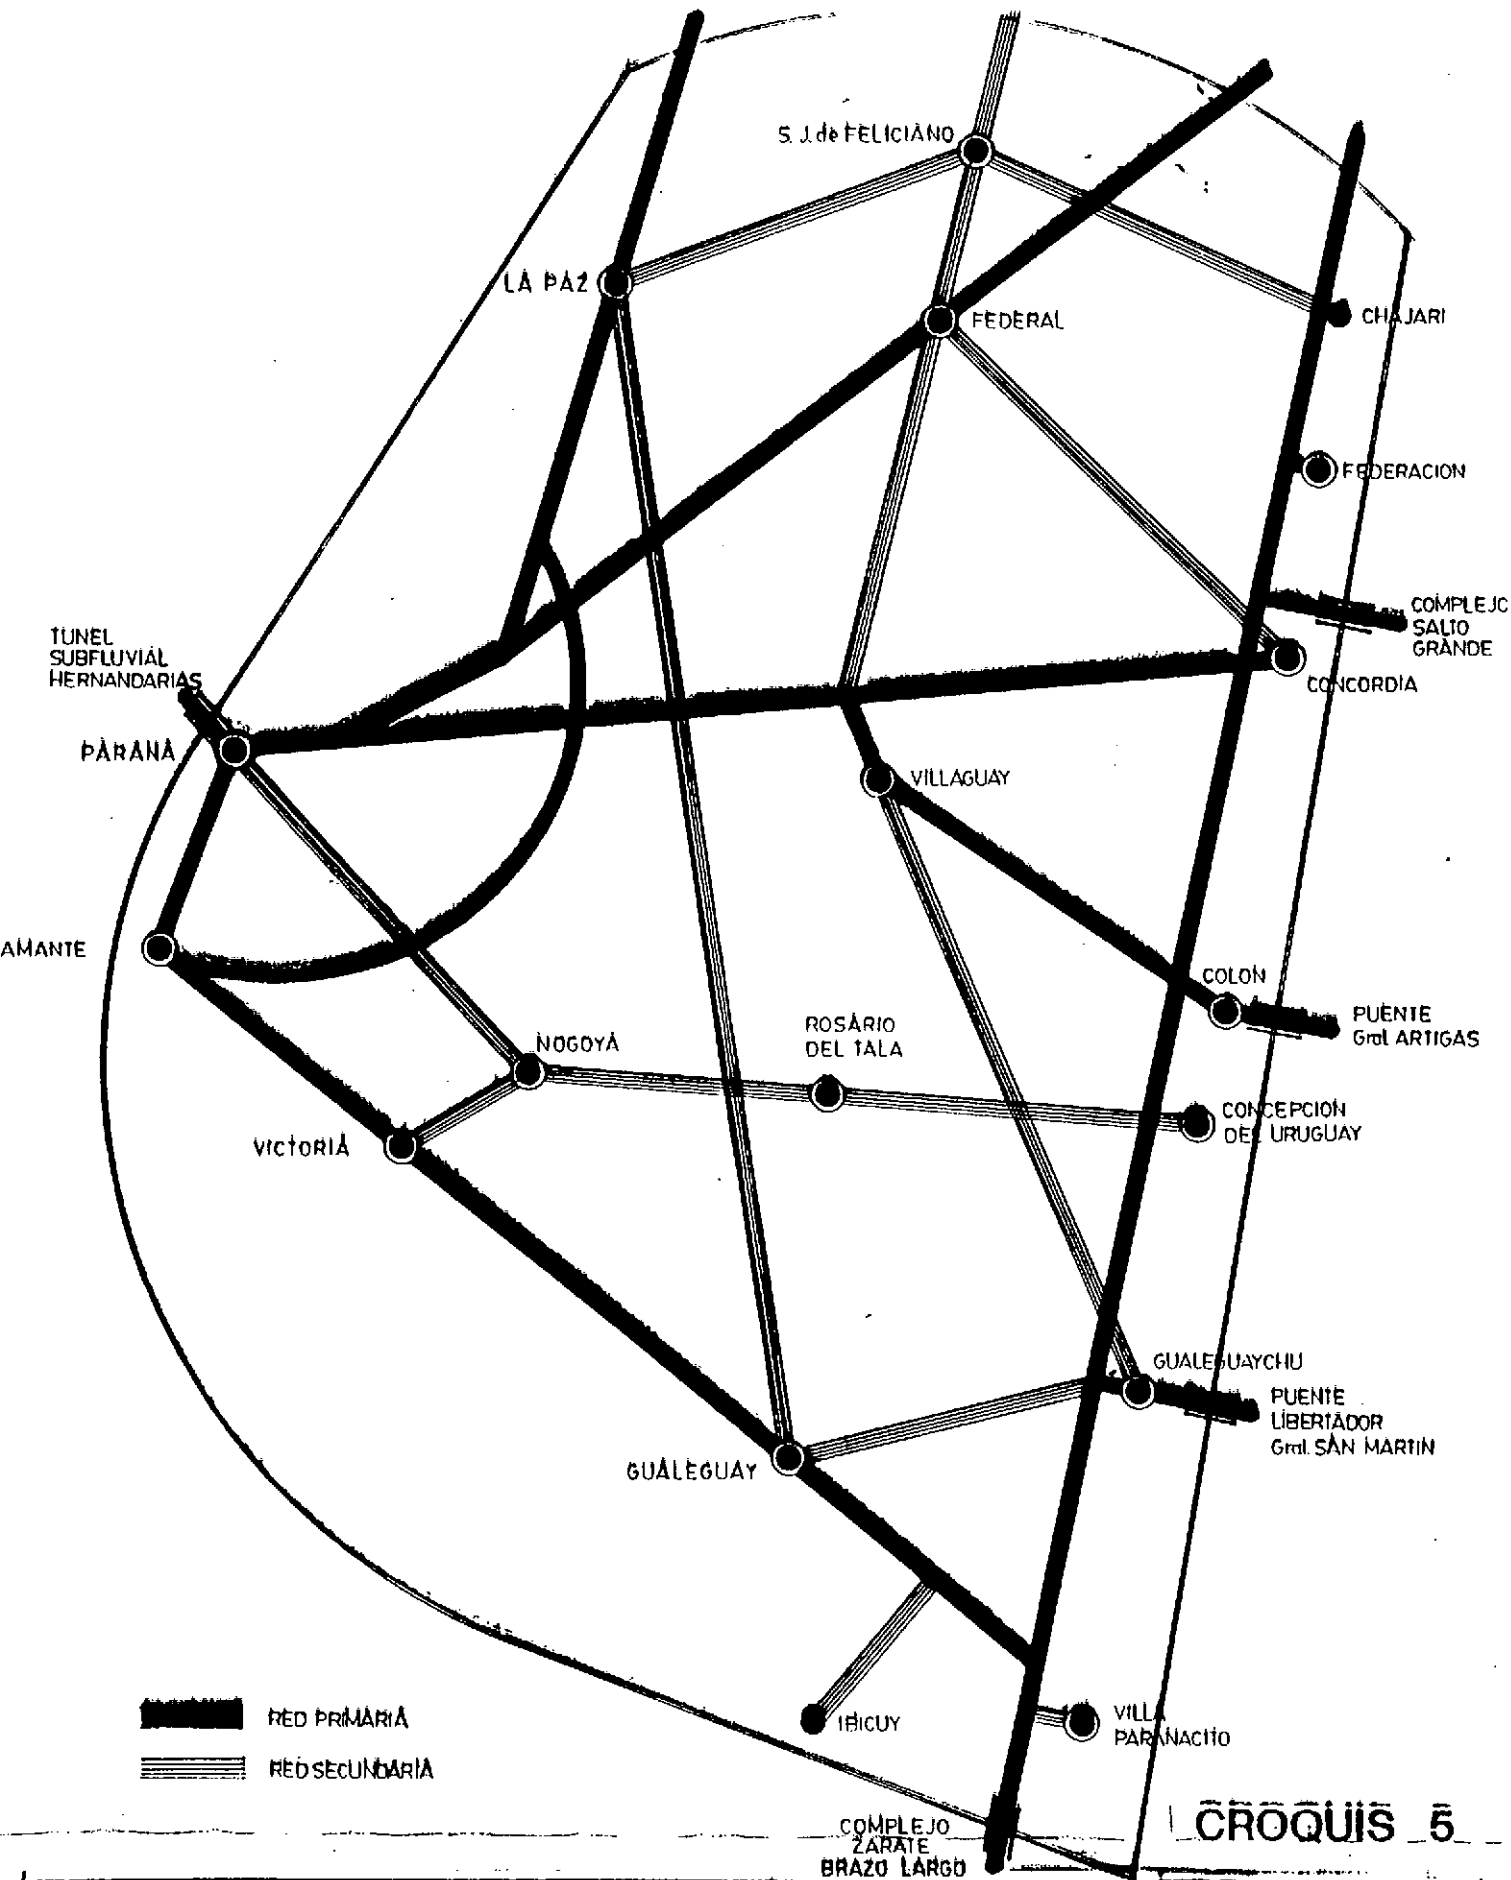 S. J. de FELICIANO
LA PAZ
FEDERAL
CHAJARI
FEDERACION
COMPLEJO
SALTO
GRANDE
TUNEL
SUBFLUVIAL
HERNANDARIAS
CONCORDIA
PARANA
VILLAGUAY
AMANTE
COLON
PUENTE
Gral. ARTIGAS
ROSARIO
DEL TALA
NOGOYA
CONCEPCION
DEL URUGUAY
VICTORIA
GUALEGUAYCHU
PUENTE
LIBERTADOR
Gral. SAN MARTIN
GUALEGUAY
IBICUY
VILLA
PARANACITO
RED PRIMARIA
RED SECUNDARIA
COMPLEJO
ZARATE
BRAZO LARGO
CROQUIS 5